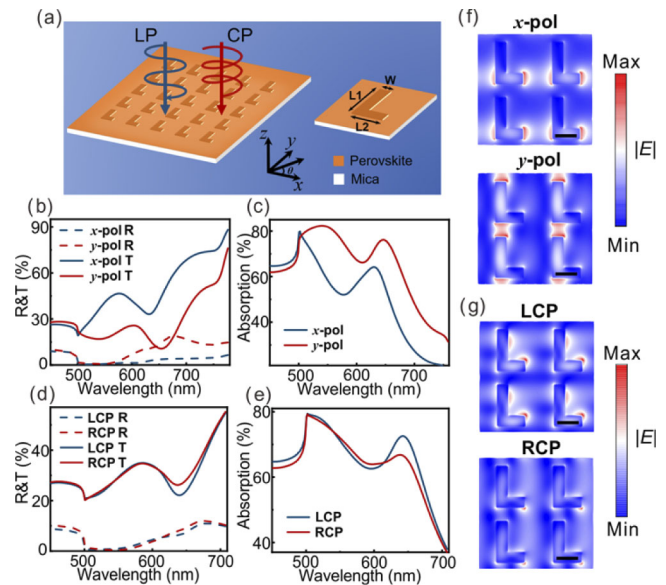 (a)
LP
CP
W
L1
L2
z
y
θ
x
Perovskite
Mica
(b)
90
60
30
0
R&T (%)
x-pol R
y-pol R
x-pol T
y-pol T
500
600
700
Wavelength (nm)
(c)
80
60
40
Absorption (%)
x-pol
y-pol
500
600
700
Wavelength (nm)
(d)
40
20
0
R&T (%)
LCP R
RCP R
LCP T
RCP T
500
600
700
Wavelength (nm)
(e)
80
60
40
Absorption (%)
LCP
RCP
500
600
700
Wavelength (nm)
(f)
x-pol
y-pol
Max
|E|
Min
(g)
LCP
RCP
Max
|E|
Min